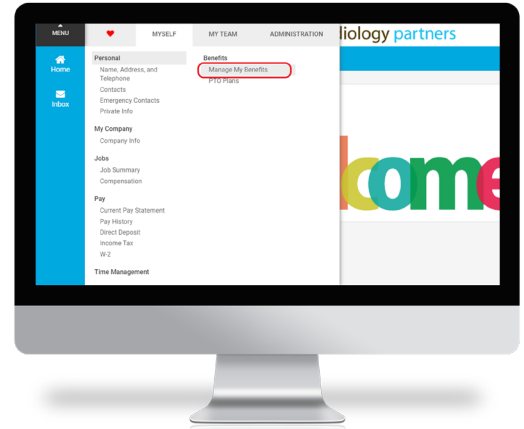 MENU
MYSELF
MY TEAM
ADMINISTRATION
diology partners
Home
Inbox
Personal
Name, Address, and
Telephone
Contacts
Emergency Contacts
Private Info
My Company
Company Info
Jobs
Job Summary
Compensation
Pay
Current Pay Statement
Pay History
Direct Deposit
Income Tax
W-2
Time Management
Benefits
Manage My Benefits
PTO Plans
lcome